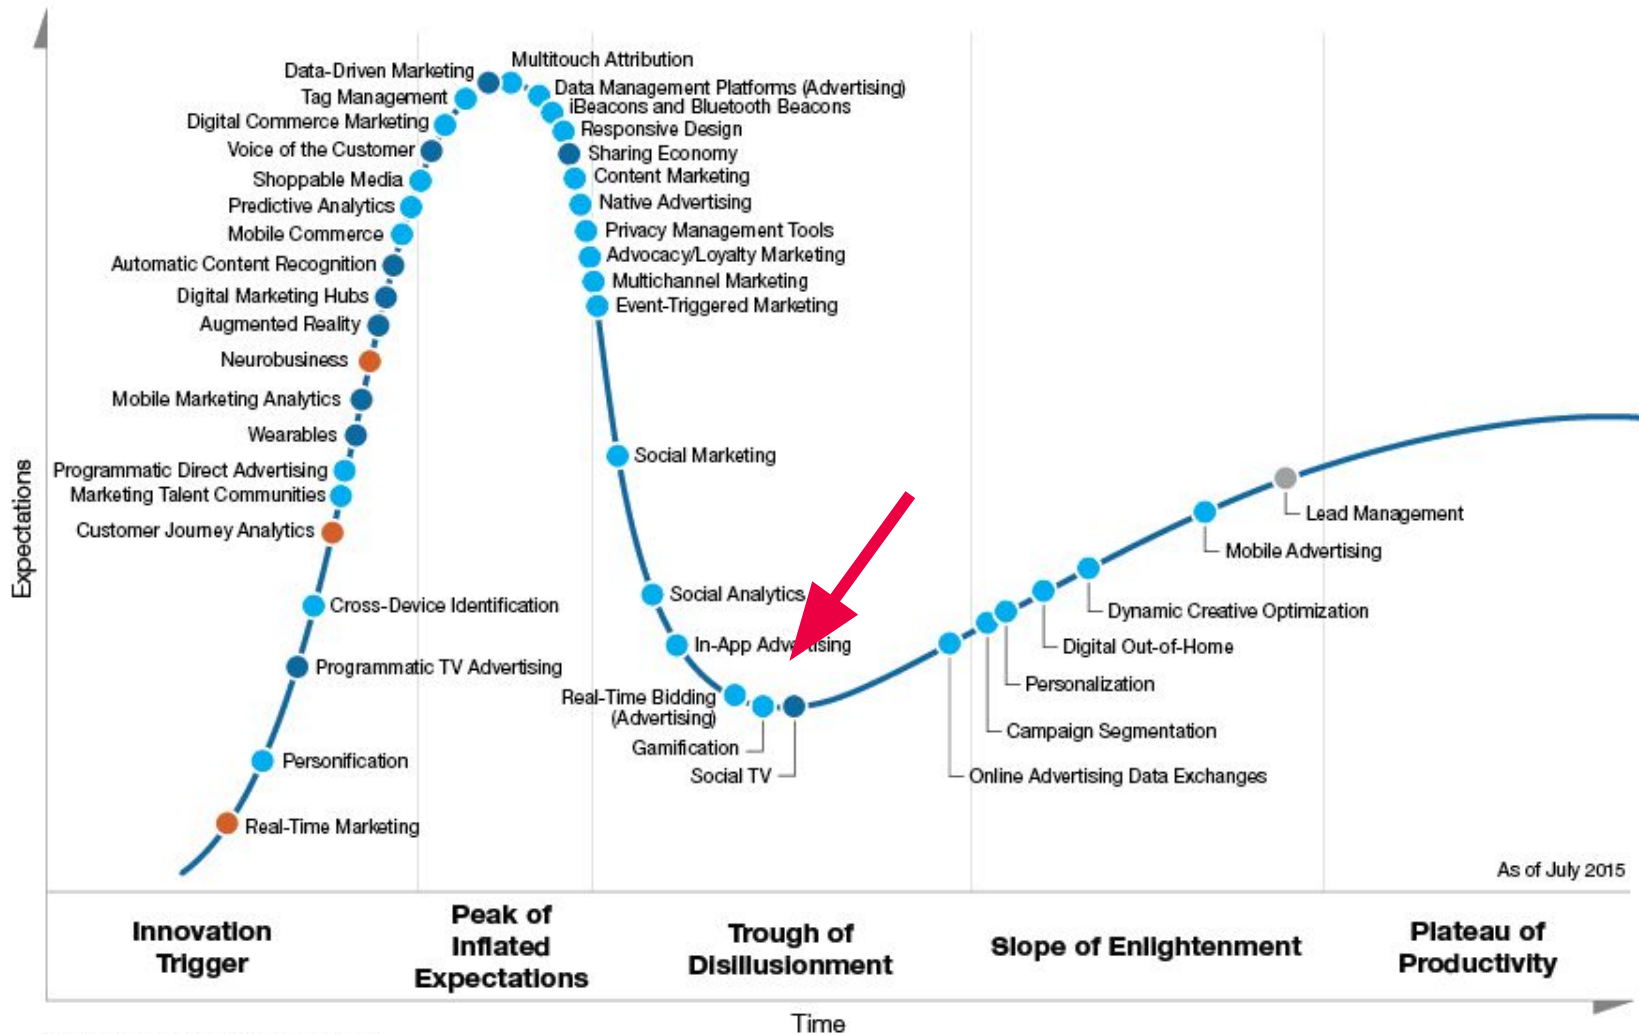 Multitouch Attribution
Data-Driven Marketing
Data Management Platforms (Advertising)
Tag Management
iBeacons and Bluetooth Beacons
Digital Commerce Marketing
Responsive Design
Voice of the Customer
Sharing Economy
Shoppable Media
Content Marketing
Predictive Analytics
Native Advertising
Mobile Commerce
Privacy Management Tools
Automatic Content Recognition
Advocacy/Loyalty Marketing
Digital Marketing Hubs
Multichannel Marketing
Augmented Reality
Event-Triggered Marketing
Neurobusiness
Mobile Marketing Analytics
Wearables
Social Marketing
Programmatic Direct Advertising
Marketing Talent Communities
Customer Journey Analytics
Lead Management
Mobile Advertising
Expectations
Social Analytics
Cross-Device Identification
Dynamic Creative Optimization
In-App Advertising
Digital Out-of-Home
Programmatic TV Advertising
Personalization
Real-Time Bidding
(Advertising)
Campaign Segmentation
Gamification
Personification
Social TV
Online Advertising Data Exchanges
Real-Time Marketing
As of July 2015
Innovation
Trigger
Peak of
Inflated
Expectations
Trough of
Disillusionment
Slope of Enlightenment
Plateau of
Productivity
Time